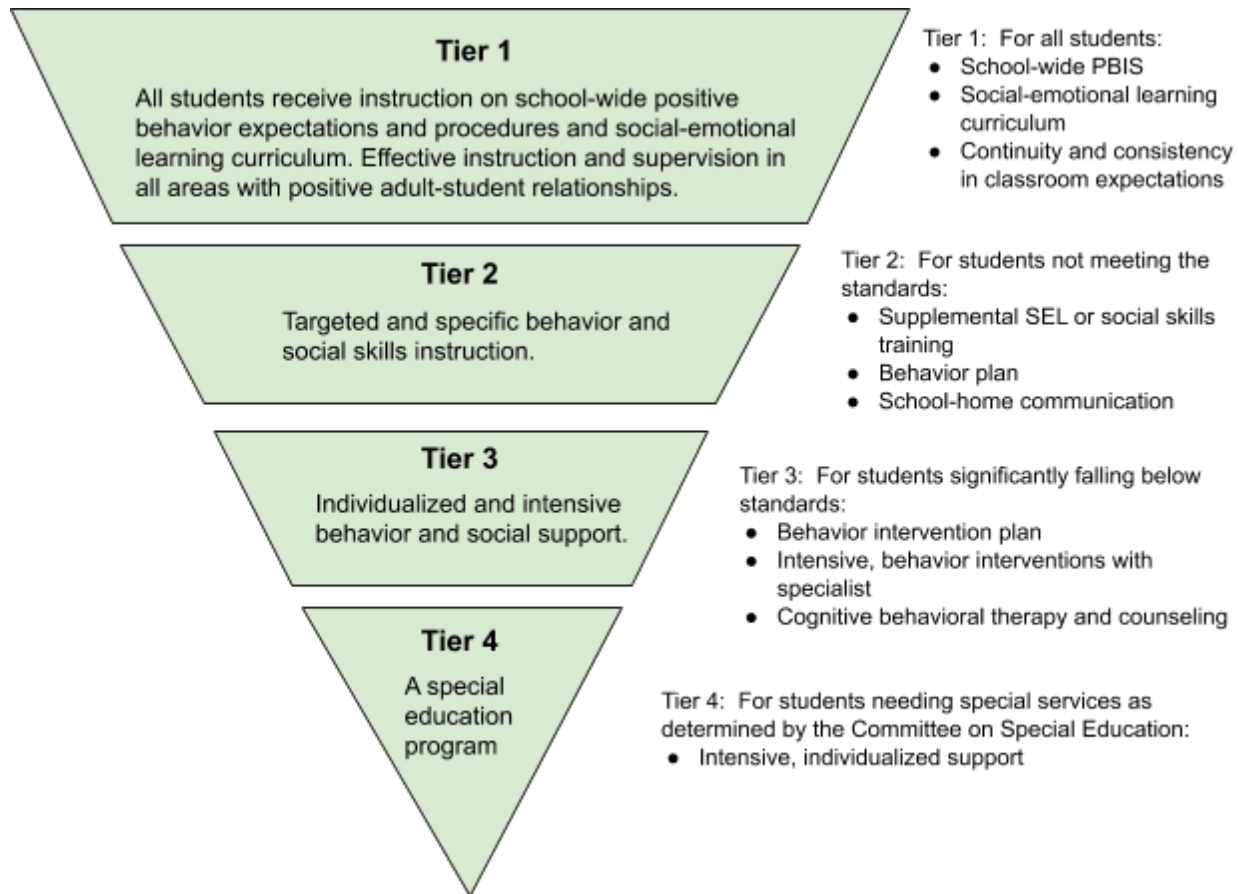 Tier 1
All students receive instruction on school-wide positive
behavior expectations and procedures and social-emotional
learning curriculum. Effective instruction and supervision in
all areas with positive adult-student relationships.
Tier 1:  For all students:
● School-wide PBIS
● Social-emotional learning
curriculum
● Continuity and consistency
in classroom expectations
Tier 2
Targeted and specific behavior and
social skills instruction.
Tier 2:  For students not meeting the
standards:
● Supplemental SEL or social skills
training
● Behavior plan
● School-home communication
Tier 3
Individualized and intensive
behavior and social support.
Tier 3:  For students significantly falling below
standards:
● Behavior intervention plan
● Intensive, behavior interventions with
specialist
● Cognitive behavioral therapy and counseling
Tier 4
A special
education
program
Tier 4:  For students needing special services as
determined by the Committee on Special Education:
● Intensive, individualized support